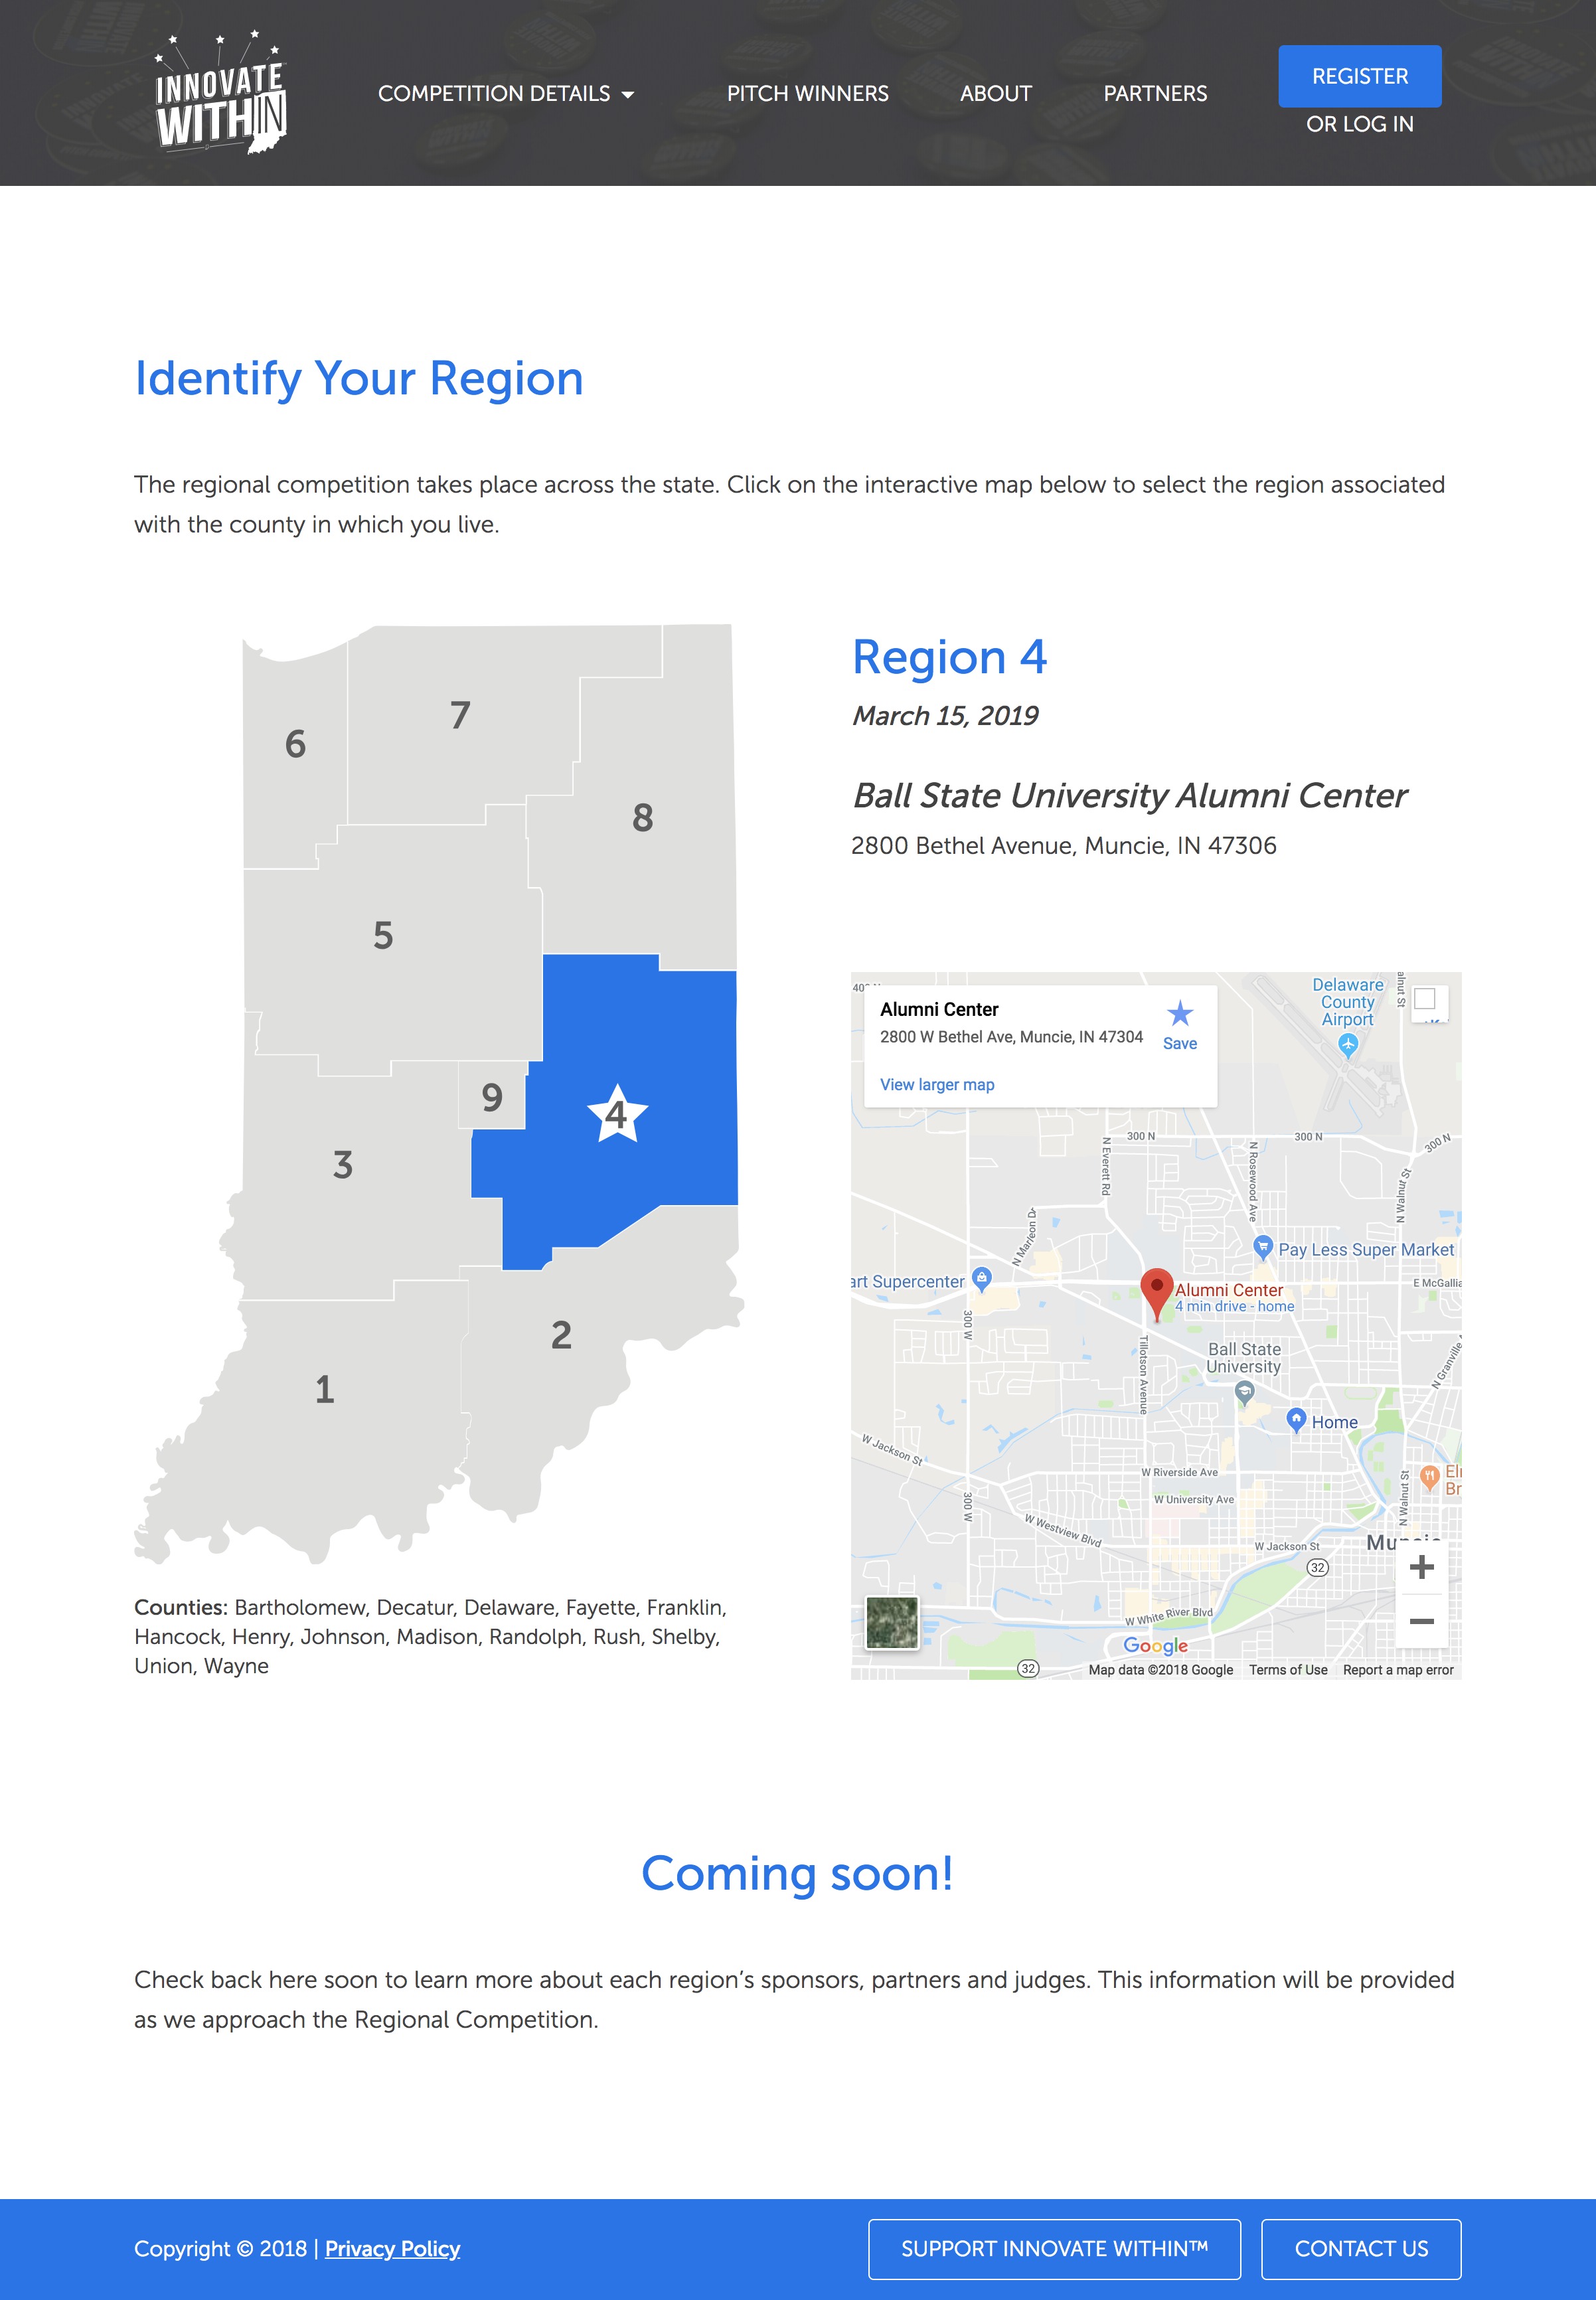 INNOVATE
WITHIN
COMPETITION DETAILS
PITCH WINNERS
ABOUT
PARTNERS
REGISTER
OR LOG IN
Identify Your Region
The regional competition takes place across the state. Click on the interactive map below to select the region associated
with the county in which you live.
6
7
8
5
9
4
3
2
1
Counties: Bartholomew, Decatur, Delaware, Fayette, Franklin,
Hancock, Henry, Johnson, Madison, Randolph, Rush, Shelby,
Union, Wayne
Region 4
March 15, 2019
Ball State University Alumni Center
2800 Bethel Avenue, Muncie, IN 47306
Alumni Center
2800 W Bethel Ave, Muncie, IN 47304
Save
View larger map
Delaware
County
Airport
300 N
300 N
300 N
N Everett Rd
N Rosewood Ave
N Walnut St
N Marleon Dr
Pay Less Super Market
art Supercenter
E McGallia
Alumni Center
4 min drive - home
300 W
Tillotson Avenue
Ball State
University
N Granville
Home
W Jackson St
W Riverside Ave
W University Ave
300 W
W Westview Blvd
N Walnut St
W Jackson St
32
W White River Blvd
Google
32
Map data ©2018 Google
Terms of Use
Report a map error
Coming soon!
Check back here soon to learn more about each region’s sponsors, partners and judges. This information will be provided
as we approach the Regional Competition.
Copyright © 2018 | Privacy Policy
SUPPORT INNOVATE WITHIN™
CONTACT US